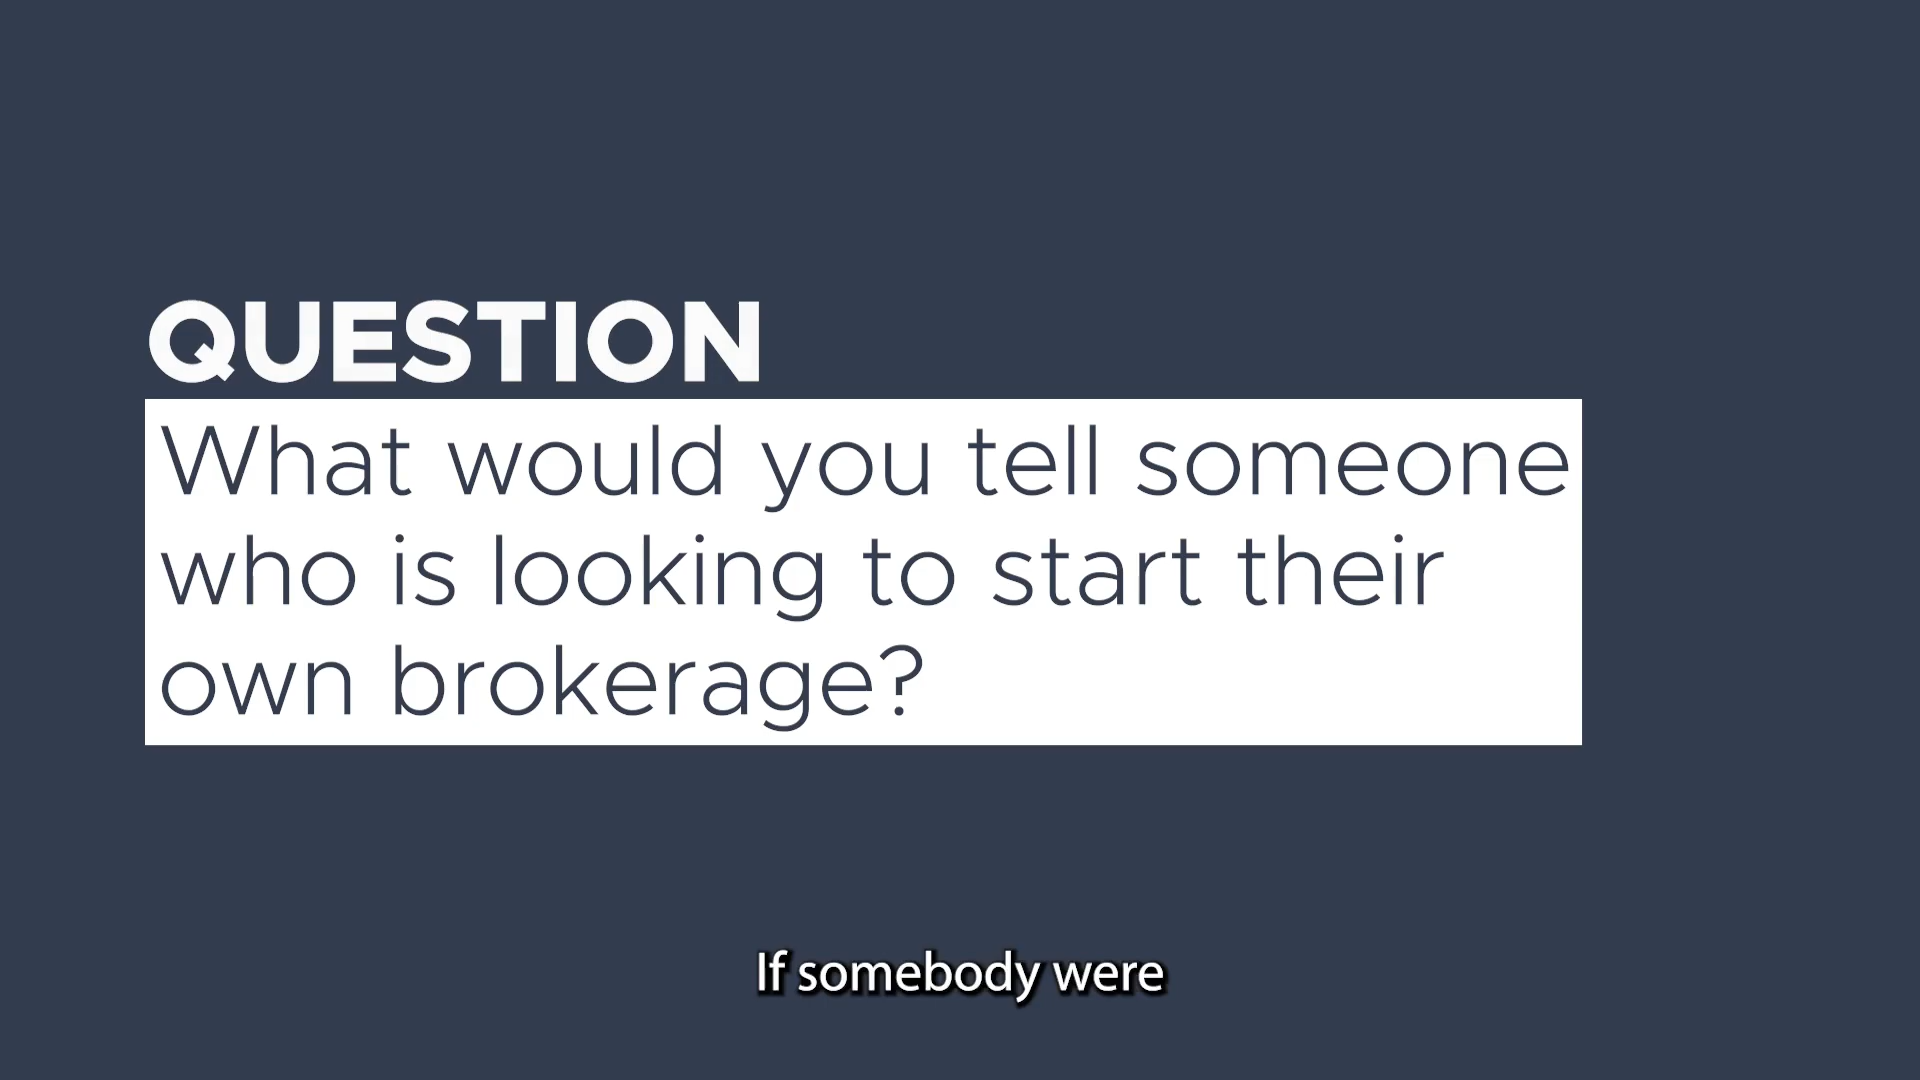 QUESTION
What would you tell someone
who is looking to start their
own brokerage?
If somebody were